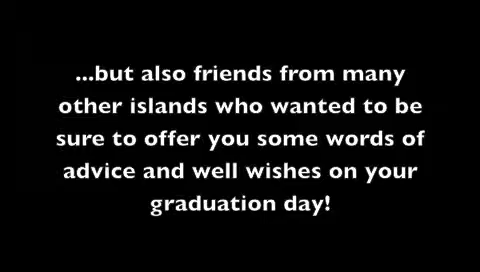 ...but also friends from many
other islands who wanted to be
sure to offer you some words of
advice and well wishes on your
graduation day!